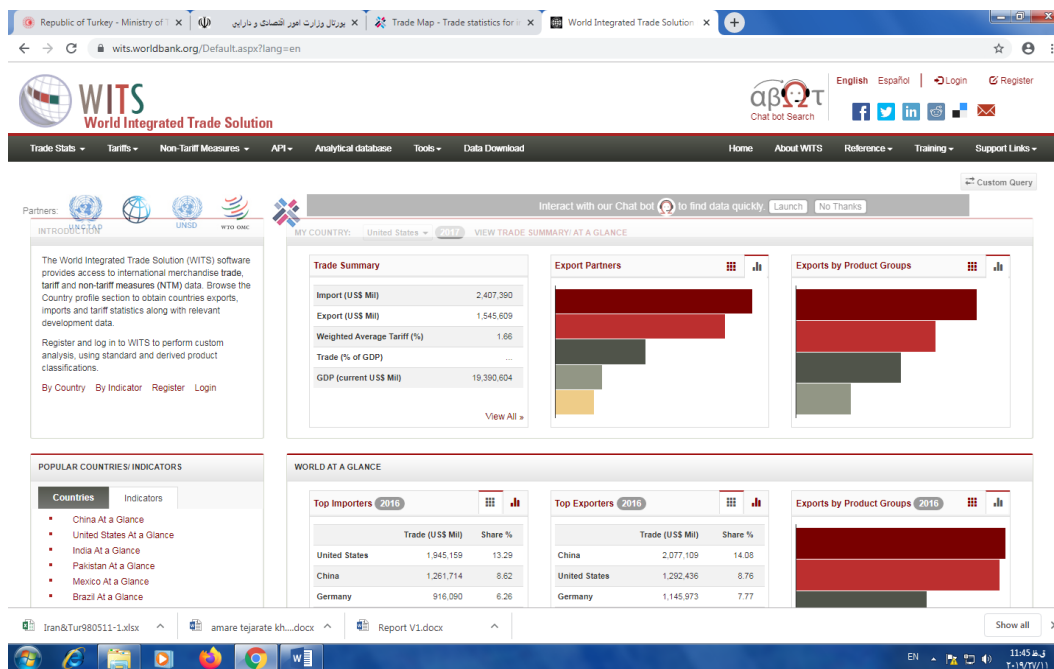 Republic of Turkey - Ministry of T
پورتال وزارت امور اقتصادی و دارایی
Trade Map - Trade statistics for in
World Integrated Trade Solution
wits.worldbank.org/Default.aspx?lang=en
WITS
World Integrated Trade Solution
αβΩτ
Chat bot Search
English Español Login Register
Trade Stats Tariffs Non-Tariff Measures API Analytical database Tools Data Download Home About WITS Reference Training Support Links
Custom Query
Partners: UNCTAD UNSD WTO OMC
Interact with our Chat bot to find data quickly. Launch No Thanks
INTRODUCTION
The World Integrated Trade Solution (WITS) software
provides access to international merchandise trade,
tariff and non-tariff measures (NTM) data. Browse the
Country profile section to obtain countries exports,
imports and tariff statistics along with relevant
development data.
Register and log in to WITS to perform custom
analysis, using standard and derived product
classifications.
By Country By Indicator Register Login
MY COUNTRY: United States 2017 VIEW TRADE SUMMARY/ AT A GLANCE
Trade Summary
Import (US$ Mil) 2,407,390
Export (US$ Mil) 1,545,609
Weighted Average Tariff (%) 1.66
Trade (% of GDP) ...
GDP (current US$ Mil) 19,390,604
View All »
Export Partners
Exports by Product Groups
POPULAR COUNTRIES/ INDICATORS
Countries Indicators
China At a Glance
United States At a Glance
India At a Glance
Pakistan At a Glance
Mexico At a Glance
Brazil At a Glance
WORLD AT A GLANCE
Top Importers 2016
Trade (US$ Mil) Share %
United States 1,945,159 13.29
China 1,261,714 8.62
Germany 916,090 6.26
Top Exporters 2016
Trade (US$ Mil) Share %
China 2,077,109 14.08
United States 1,292,436 8.76
Germany 1,145,973 7.77
Exports by Product Groups 2016
Iran&Tur980511-1.xlsx
amare tejarate kh....docx
Report V1.docx
Show all
EN
11:45 ق.ظ